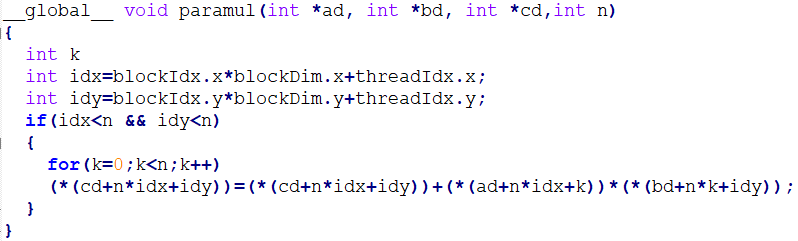 __global__ void paramul(int *ad, int *bd, int *cd,int n)
{
int k
int idx=blockIdx.x*blockDim.x+threadIdx.x;
int idy=blockIdx.y*blockDim.y+threadIdx.y;
if(idx<n && idy<n)
{
for(k=0;k<n;k++)
(*(cd+n*idx+idy))=(*(cd+n*idx+idy))+(*(ad+n*idx+k))*(*(bd+n*k+idy));
}
}